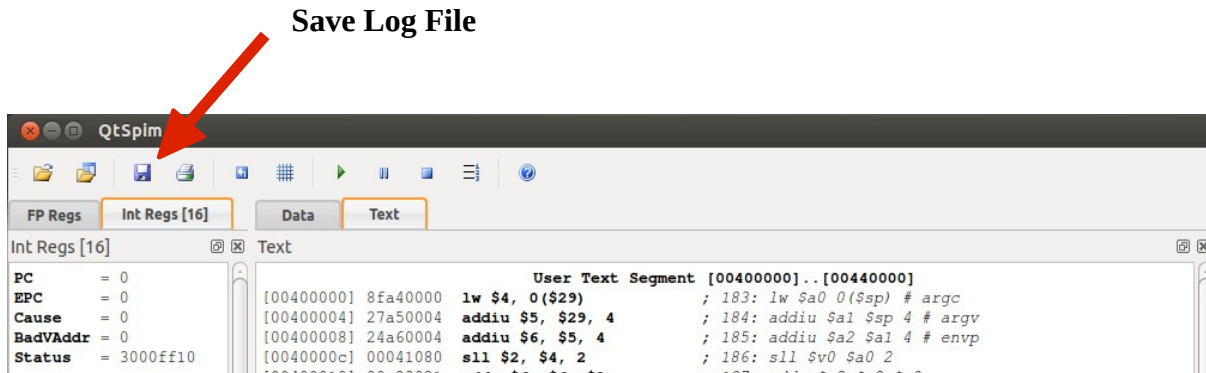 Save Log File
QtSpim
FP Regs Int Regs [16] Data Text
Int Regs [16] Text
PC = 0
EPC = 0
Cause = 0
BadVAddr = 0
Status = 3000ff10
User Text Segment [00400000]..[00440000]
[00400000] 8fa40000 lw $4, 0($29) ; 183: lw $a0 0($sp) # argc
[00400004] 27a50004 addiu $5, $29, 4 ; 184: addiu $a1 $sp 4 # argv
[00400008] 24a60004 addiu $6, $5, 4 ; 185: addiu $a2 $a1 4 # envp
[0040000c] 00041080 sll $2, $4, 2 ; 186: sll $v0 $a0 2